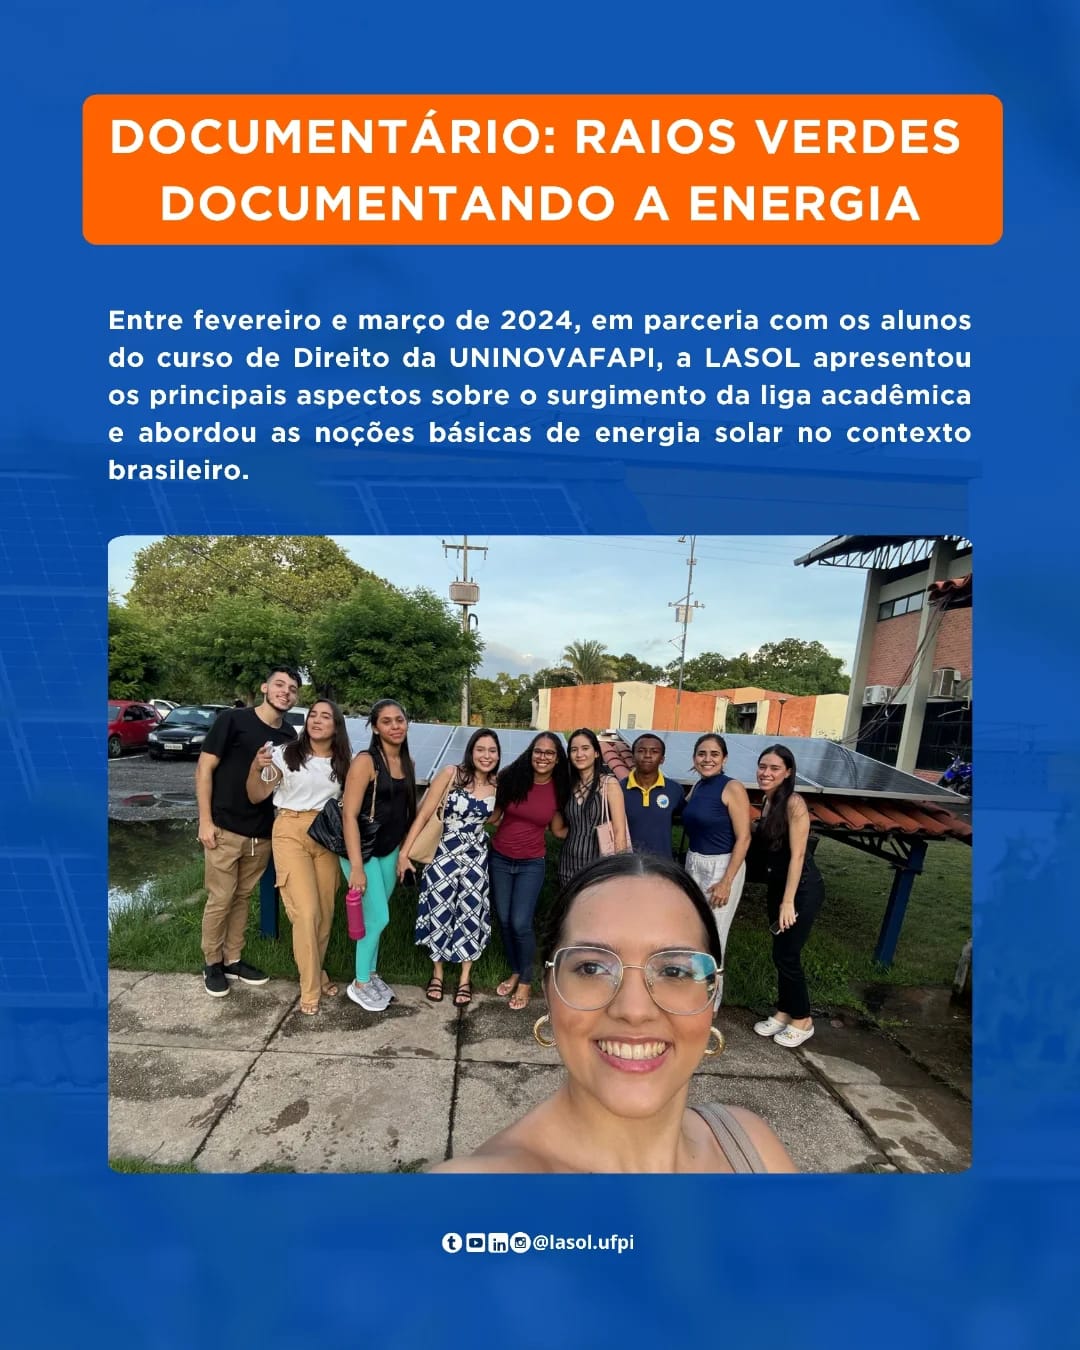 DOCUMENTÁRIO: RAIOS VERDES
DOCUMENTANDO A ENERGIA
Entre fevereiro e março de 2024, em parceria com os alunos
do curso de Direito da UNINOVAFAPI, a LASOL apresentou
os principais aspectos sobre o surgimento da liga acadêmica
e abordou as noções básicas de energia solar no contexto
brasileiro.
@lasol.ufpi